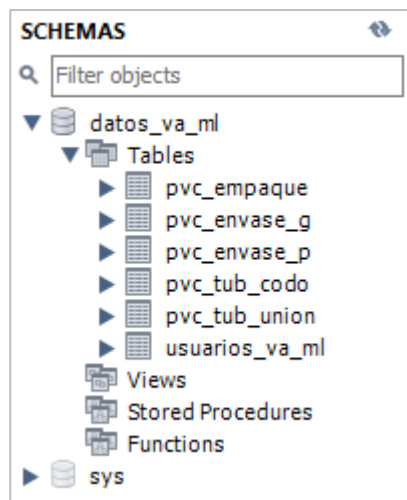 SCHEMAS
Filter objects
datos_va_ml
Tables
pvc_empaque
pvc_envase_g
pvc_envase_p
pvc_tub_codo
pvc_tub_union
usuarios_va_ml
Views
Stored Procedures
Functions
sys